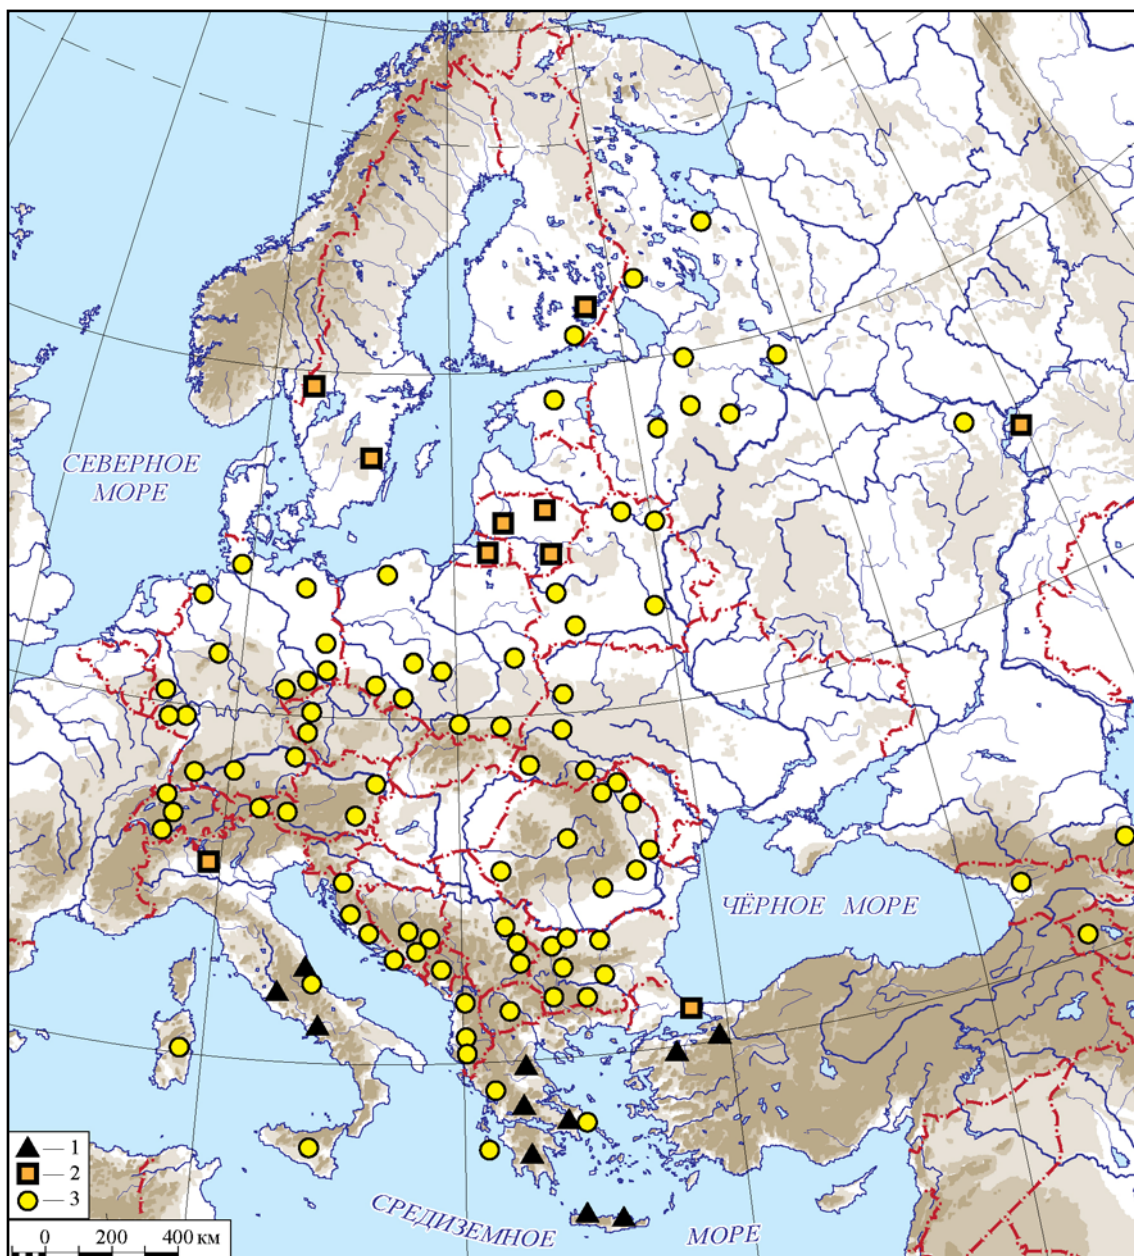 СЕВЕРНОЕ
МОРЕ
ЧЁРНОЕ МОРЕ
СРЕДИЗЕМНОЕ МОРЕ
— 1
— 2
— 3
0 200 400 км